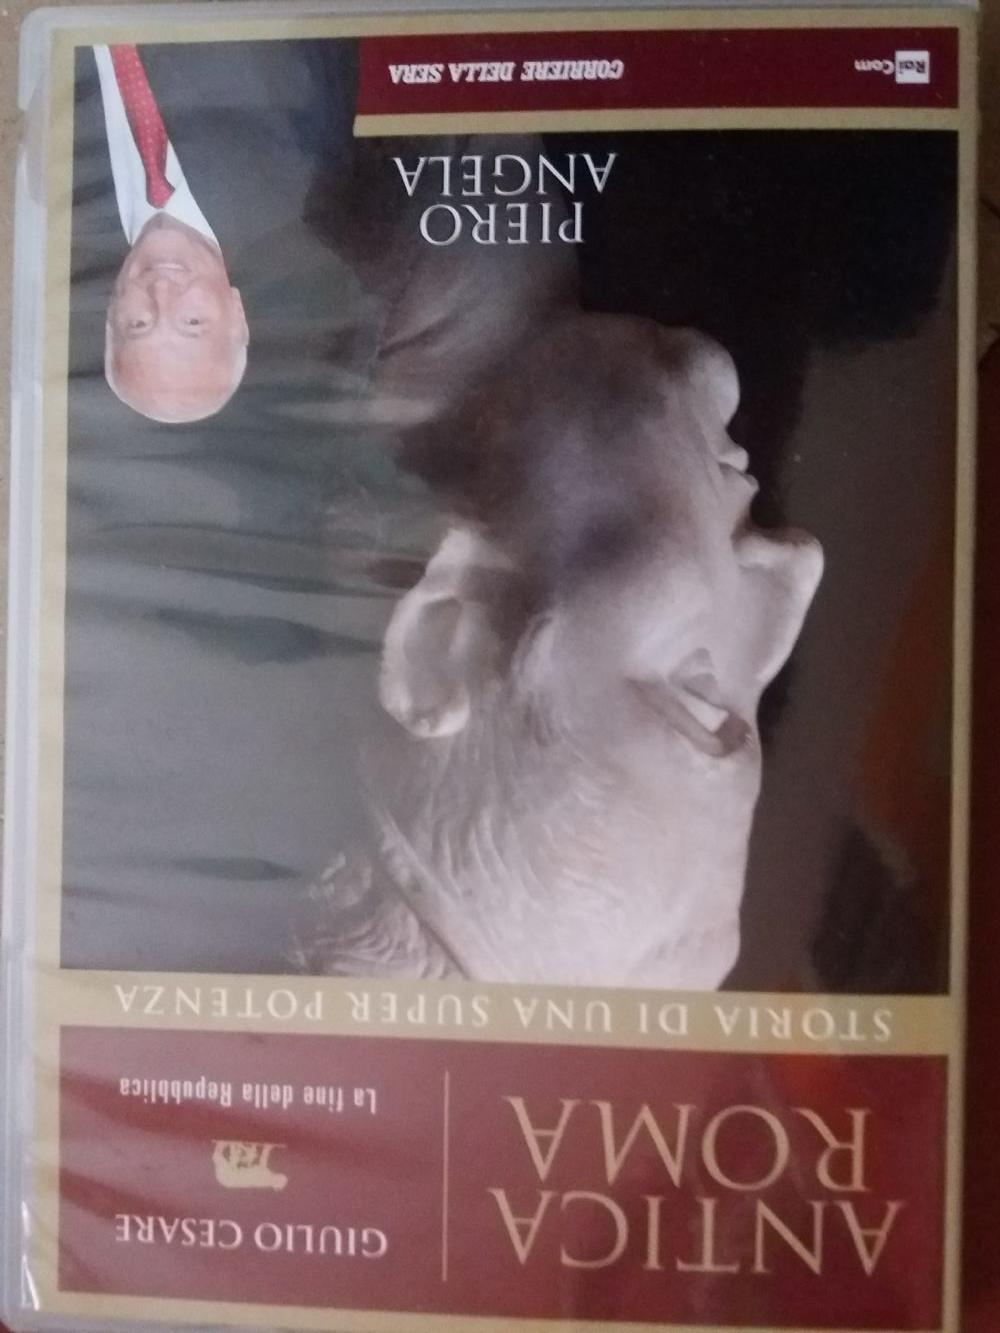 ANTICA
ROMA
GIULIO CESARE
La fine della Repubblica
STORIA DI UNA SUPER POTENZA
PIERO
ANGELA
Rai Com
CORRIERE DELLA SERA